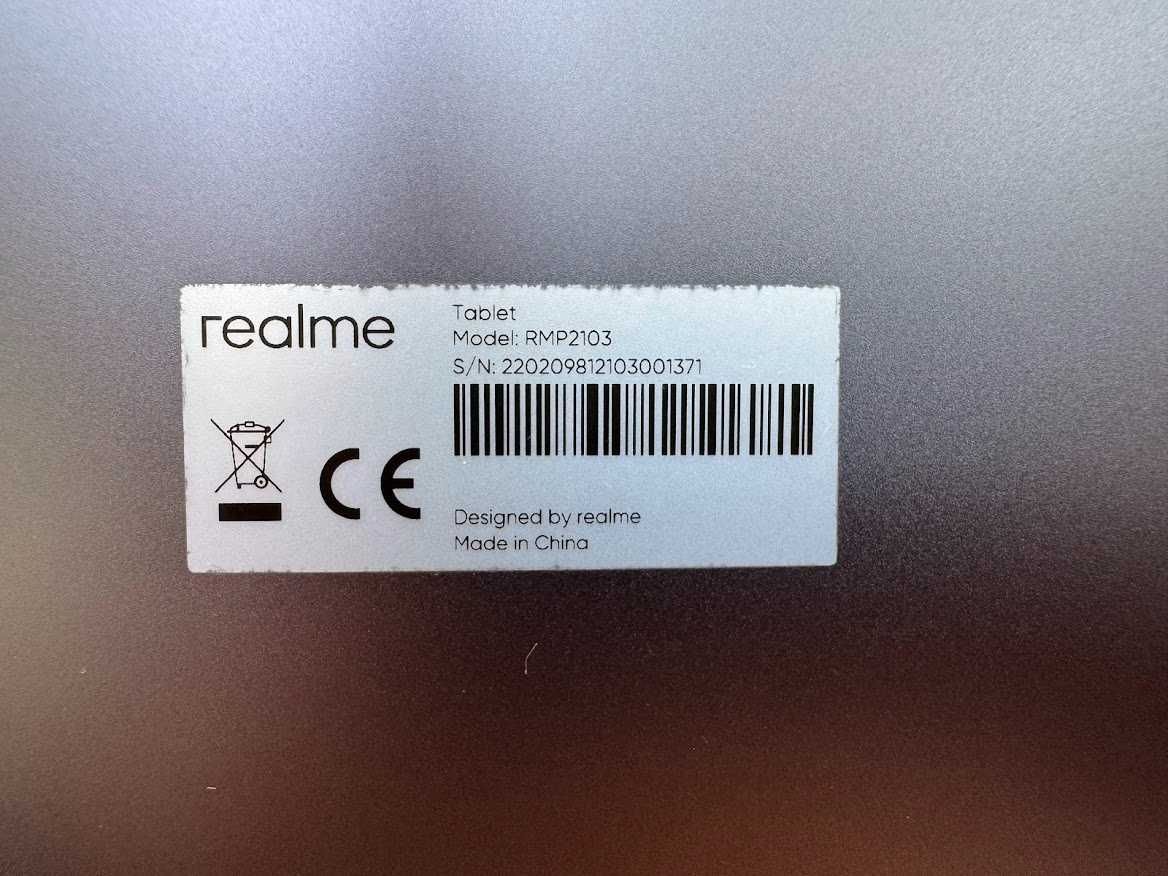 realme
Tablet
Model: RMP2103
S/N: 220209812103001371
CE
Designed by realme
Made in China